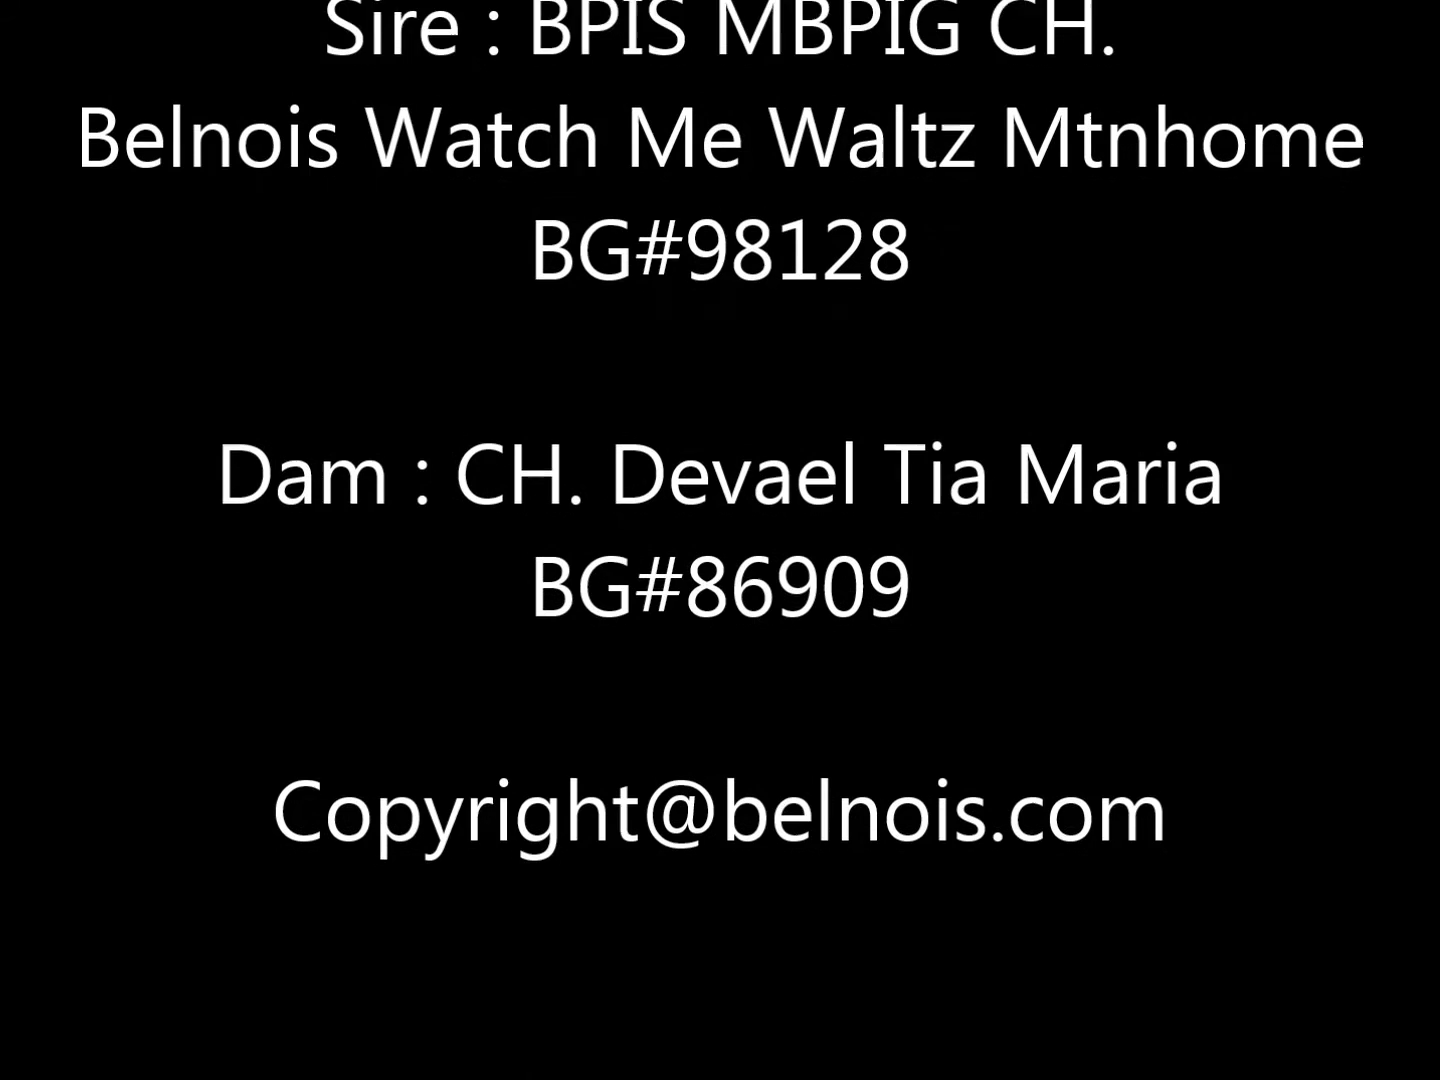 Sire : BPIS MBPIG CH.
Belnois Watch Me Waltz Mtnhome
BG#98128
Dam : CH. Devael Tia Maria
BG#86909
Copyright@belnois.com